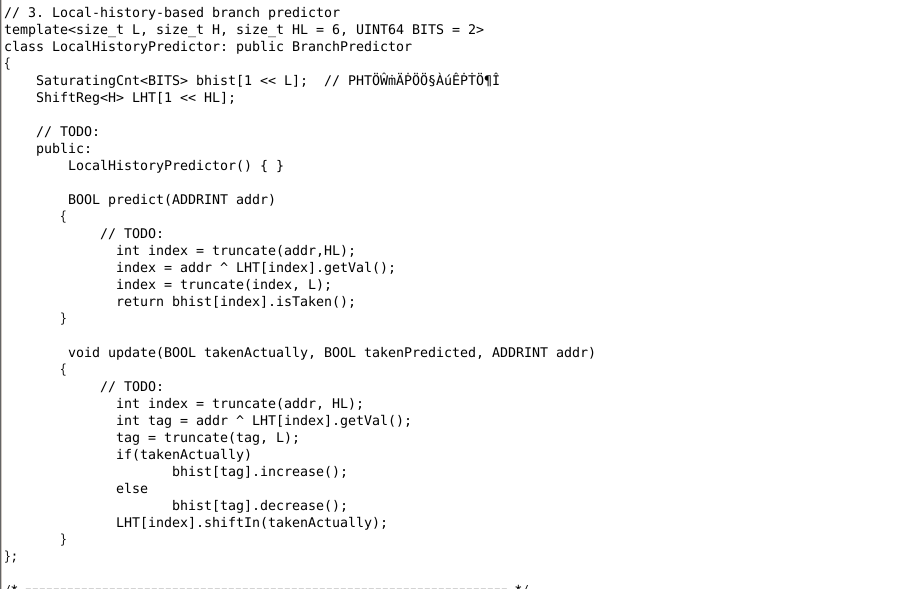 // 3. Local-history-based branch predictor
template<size_t L, size_t H, size_t HL = 6, UINT64 BITS = 2>
class LocalHistoryPredictor: public BranchPredictor
{
    SaturatingCnt<BITS> bhist[1 << L];  // 
    ShiftReg<H> LHT[1 << HL];

    // TODO:
    public:
        LocalHistoryPredictor() { }

        BOOL predict(ADDRINT addr)
       {
            // TODO:
              int index = truncate(addr,HL);
              index = addr ^ LHT[index].getVal();
              index = truncate(index, L);
              return bhist[index].isTaken();
       }

        void update(BOOL takenActually, BOOL takenPredicted, ADDRINT addr)
       {
            // TODO:
              int index = truncate(addr, HL);
              int tag = addr ^ LHT[index].getVal();
              tag = truncate(tag, L);
              if(takenActually)
                     bhist[tag].increase();
              else
                     bhist[tag].decrease();
              LHT[index].shiftIn(takenActually);
       }
};